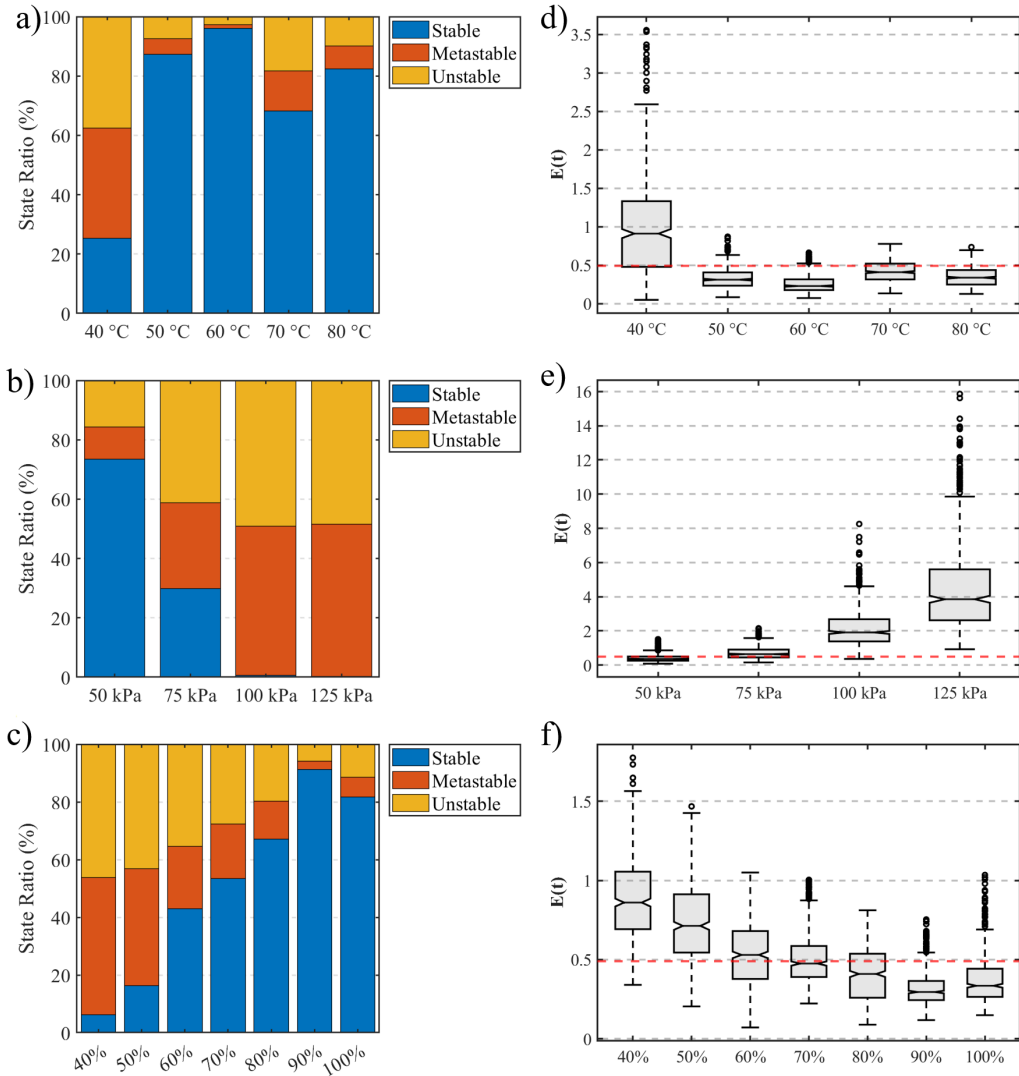 a)
100
80
60
40
20
0
State Ratio (%)
40 °C 50 °C 60 °C 70 °C 80 °C
Stable
Metastable
Unstable
d)
3.5
3
2.5
2
1.5
1
0.5
0
E(t)
40 °C 50 °C 60 °C 70 °C 80 °C
b)
100
80
60
40
20
0
State Ratio (%)
50 kPa 75 kPa 100 kPa 125 kPa
Stable
Metastable
Unstable
e)
16
14
12
10
8
6
4
2
0
E(t)
50 kPa 75 kPa 100 kPa 125 kPa
c)
100
80
60
40
20
0
State Ratio (%)
40% 50% 60% 70% 80% 90% 100%
Stable
Metastable
Unstable
f)
1.5
1
0.5
0
E(t)
40% 50% 60% 70% 80% 90% 100%